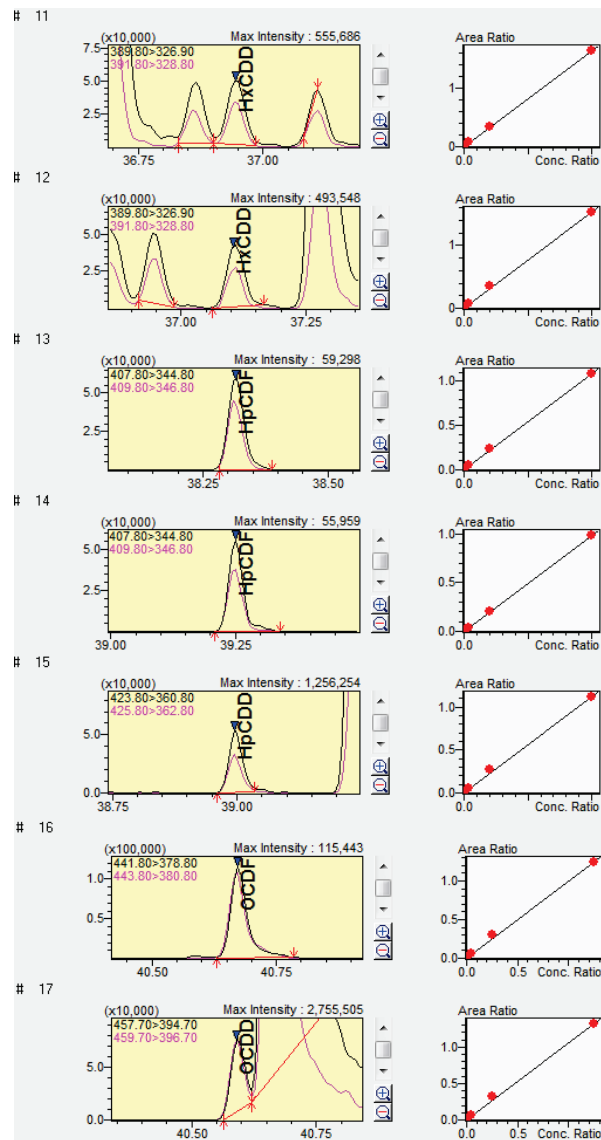 # 11
(x10,000) Max Intensity : 555,686
7.5
389.80>326.90
391.80>328.80
5.0
2.5
HxCDD
36.75 37.00
Area Ratio
1
0.0 Conc. Ratio
# 12
(x10,000) Max Intensity : 493,548
389.80>326.90
391.80>328.80
5.0
2.5
HxCDD
37.00 37.25
Area Ratio
1
0.0 Conc. Ratio
# 13
(x10,000) Max Intensity : 59,298
407.80>344.80
409.80>346.80
5.0
2.5
HpCDF
38.25 38.50
Area Ratio
1.0
0.5
0.0
0.0 Conc. Ratio
# 14
(x10,000) Max Intensity : 55,959
407.80>344.80
409.80>346.80
5.0
2.5
HpCDF
39.00 39.25
Area Ratio
1.0
0.5
0.0
0.0 Conc. Ratio
# 15
(x10,000) Max Intensity : 1,256,254
423.80>360.80
425.80>362.80
5.0
0.0
HpCDD
38.75 39.00
Area Ratio
1.0
0.5
0.0
0.0 Conc. Ratio
# 16
(x100,000) Max Intensity : 115,443
441.80>378.80
443.80>380.80
1.0
0.5
OCDF
40.50 40.75
Area Ratio
1.0
0.5
0.0
0.0 0.5 Conc. Ratio
# 17
(x10,000) Max Intensity : 2,755,505
457.70>394.70
459.70>396.70
5.0
0.0
OCDD
40.50 40.75
Area Ratio
1.0
0.5
0.0
0.0 0.5 Conc. Ratio